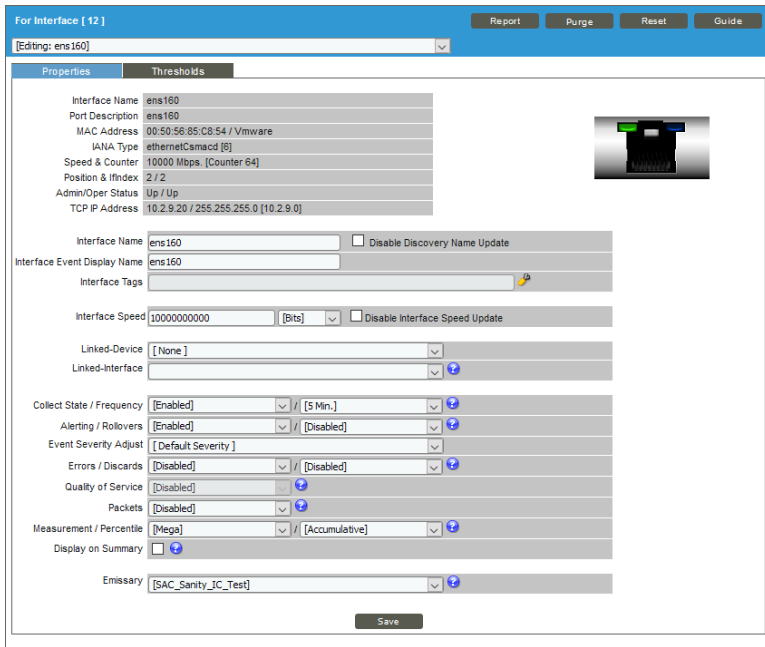 For Interface [ 12 ] Report Purge Reset Guide
[Editing: ens160]
Properties Thresholds
Interface Name ens160
Port Description ens160
MAC Address 00:50:56:85:C8:54 / Vmware
IANA Type ethernetCsmacd [6]
Speed & Counter 10000 Mbps. [Counter 64]
Position & IfIndex 2 / 2
Admin/Oper Status Up / Up
TCP IP Address 10.2.9.20 / 255.255.255.0 [10.2.9.0]
Interface Name ens160 Disable Discovery Name Update
Interface Event Display Name ens160
Interface Tags
Interface Speed 10000000000 [Bits] Disable Interface Speed Update
Linked-Device [ None ]
Linked-Interface ?
Collect State / Frequency [Enabled] / [5 Min.] ?
Alerting / Rollovers [Enabled] / [Disabled] ?
Event Severity Adjust [ Default Severity ]
Errors / Discards [Disabled] / [Disabled] ?
Quality of Service [Disabled] ?
Packets [Disabled] ?
Measurement / Percentile [Mega] / [Accumulative] ?
Display on Summary ?
Emissary [SAC_Sanity_IC_Test] ?
Save